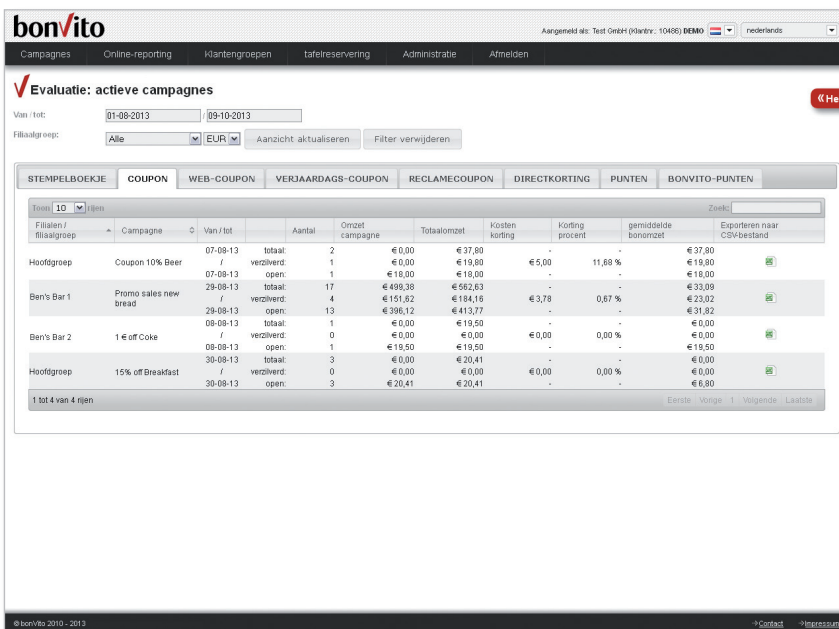 bonVito
Aangemeld als: Test GmbH (Klantnr.: 10486) DEMO nederlands
Campagnes Online-reporting Klantengroepen tafelreservering Administratie Afmelden
Evaluatie: actieve campagnes
« He
Van / tot: 01-08-2013 / 09-10-2013
Filiaalgroep: Alle EUR Aanzicht aktualiseren Filter verwijderen
STEMPELBOEKJE COUPON WEB-COUPON VERJAARDAGS-COUPON RECLAMECOUPON DIRECTKORTING PUNTEN BONVITO-PUNTEN
Toon 10 rijen Zoek:
Filialen / filiaalgroep Campagne Van / tot Aantal Omzet campagne Totaalomzet Kosten korting Korting procent gemiddelde bonomzet Exporteren naar CSV-bestand
07-08-13 totaal: 2 € 0,00 € 37,80 - - € 37,80
Hoofdgroep Coupon 10% Beer / verzilverd: 1 € 0,00 € 19,80 € 5,00 11,68 % € 19,80
07-08-13 open: 1 € 18,00 € 18,00 - - € 18,00
29-08-13 totaal: 17 € 499,38 € 562,63 - - € 33,09
Ben's Bar 1 Promo sales new bread / verzilverd: 4 € 151,62 € 184,16 € 3,78 0,67 % € 23,02
29-08-13 open: 13 € 396,12 € 413,77 - - € 31,82
08-08-13 totaal: 1 € 0,00 € 19,50 - - € 0,00
Ben's Bar 2 1 € off Coke / verzilverd: 0 € 0,00 € 0,00 € 0,00 0,00 % € 0,00
08-08-13 open: 1 € 19,50 € 19,50 - - € 19,50
30-08-13 totaal: 3 € 0,00 € 20,41 - - € 0,00
Hoofdgroep 15% off Breakfast / verzilverd: 0 € 0,00 € 0,00 € 0,00 0,00 % € 0,00
30-08-13 open: 3 € 20,41 € 20,41 - - € 6,80
1 tot 4 van 4 rijen Eerste Vorige 1 Volgende Laatste
© bonVito 2010 - 2013 Contact Impressum